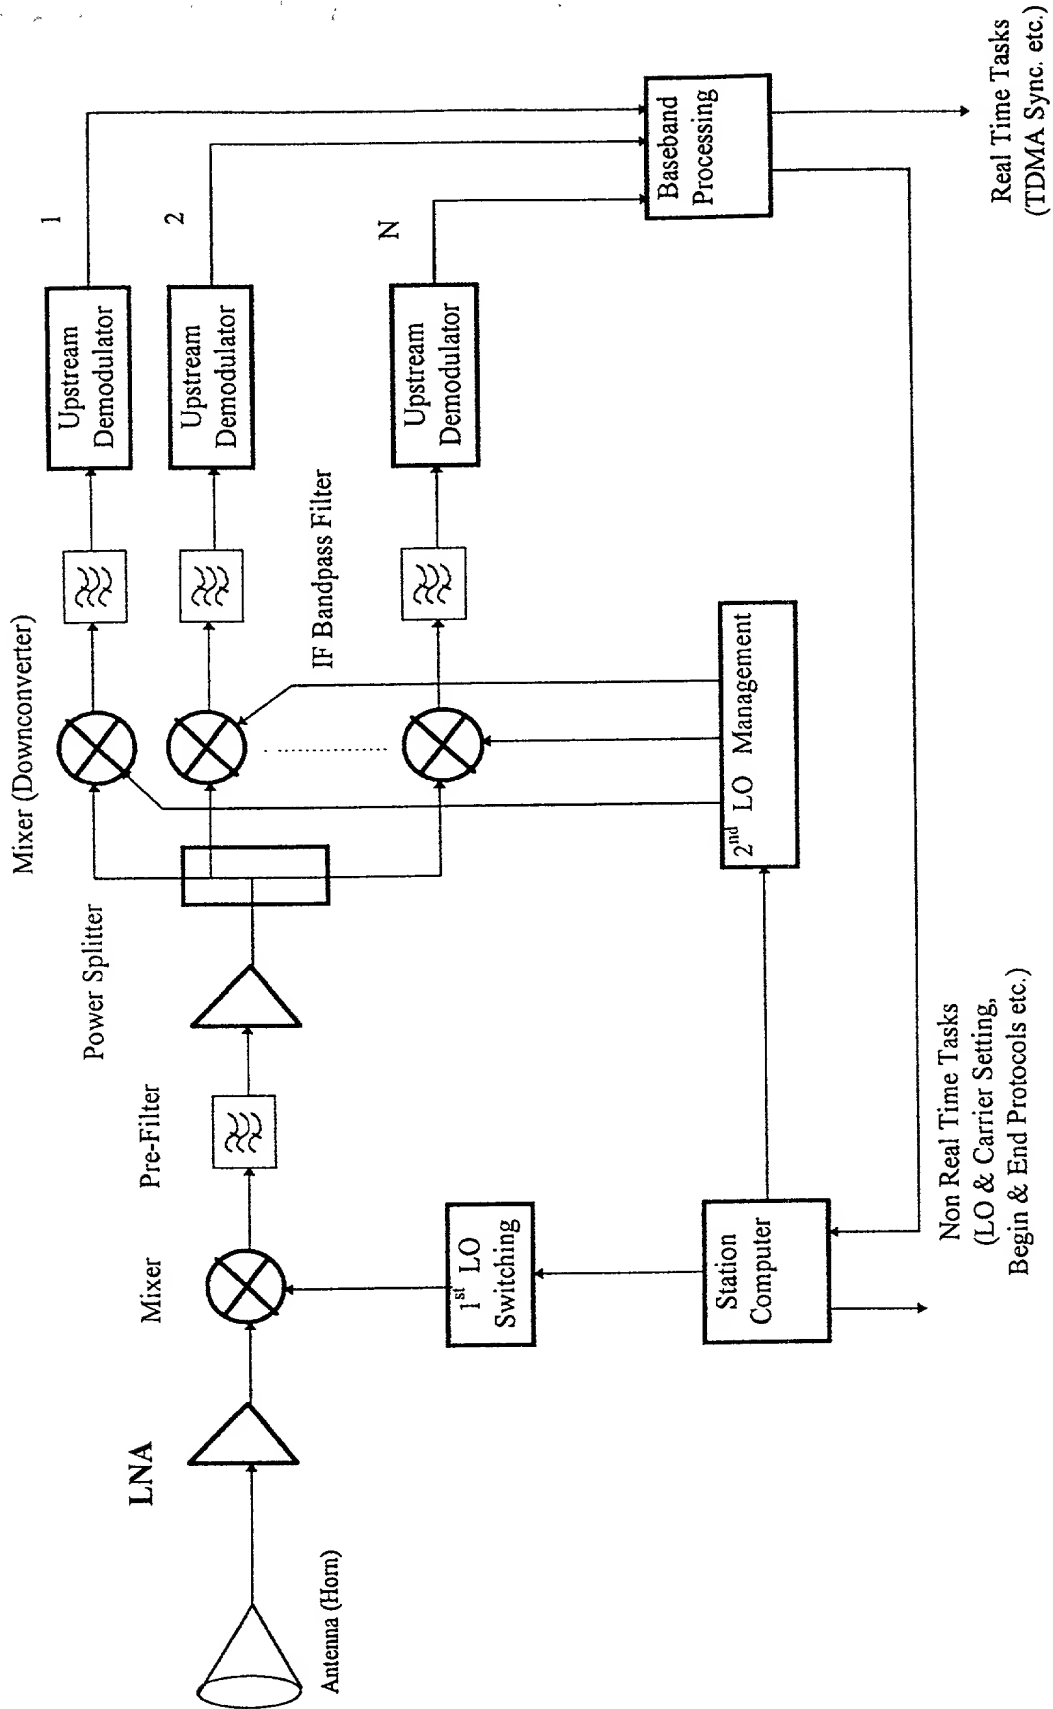 Antenna (Horn)
LNA
Mixer
Pre-Filter
Power Splitter
Mixer (Downconverter)
IF Bandpass Filter
Upstream
Demodulator
1
Upstream
Demodulator
2
Upstream
Demodulator
N
1st LO
Switching
2nd LO Management
Station
Computer
Baseband
Processing
Non Real Time Tasks
(LO & Carrier Setting,
Begin & End Protocols etc.)
Real Time Tasks
(TDMA Sync. etc.)